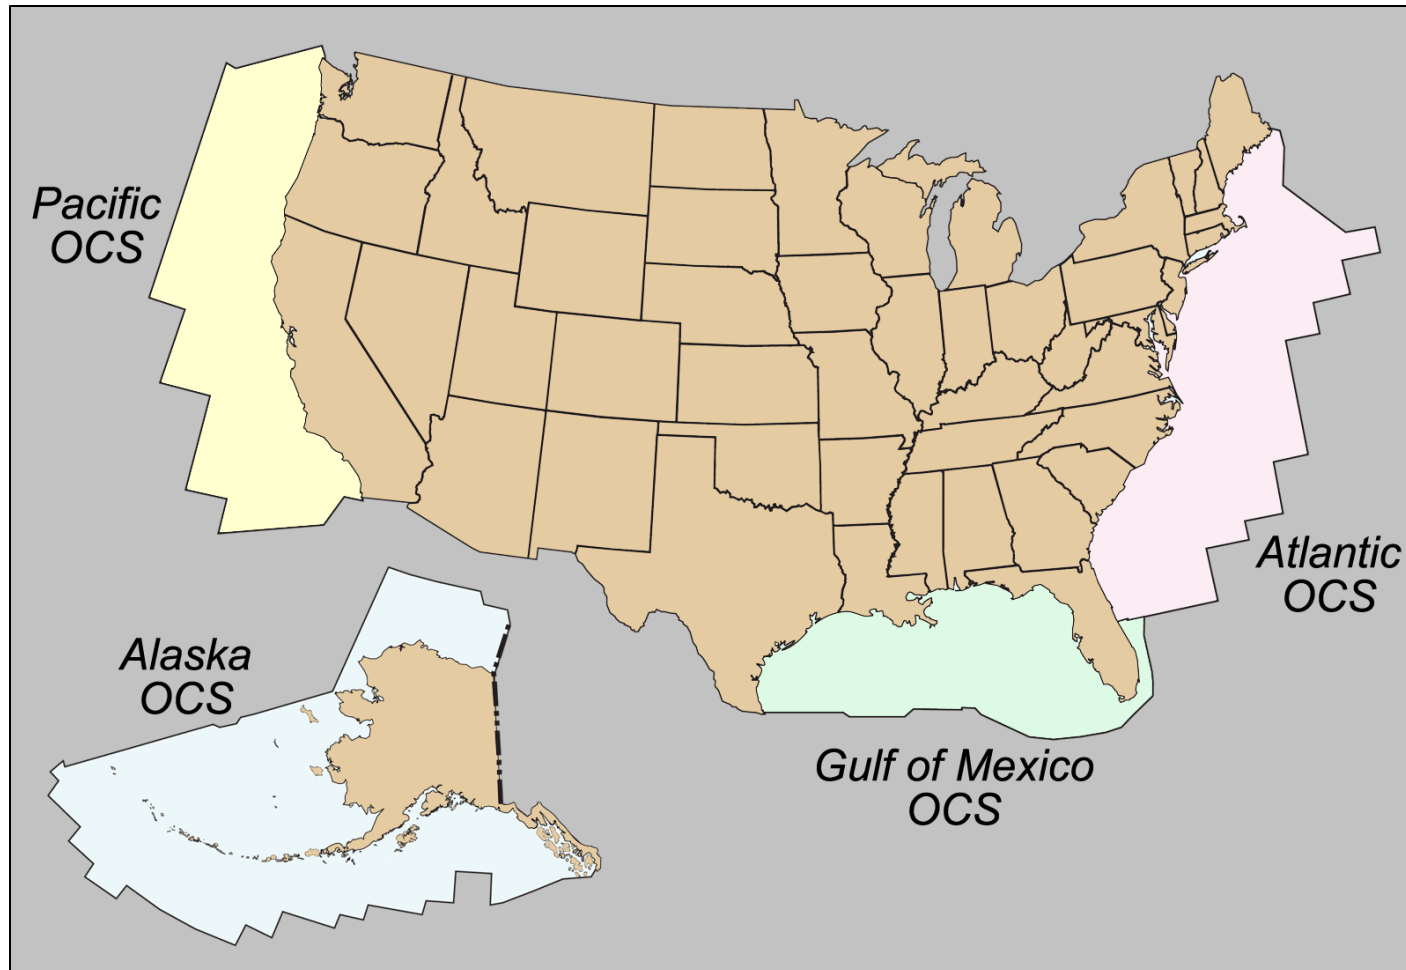 Pacific
OCS
Atlantic
OCS
Alaska
OCS
Gulf of Mexico
OCS